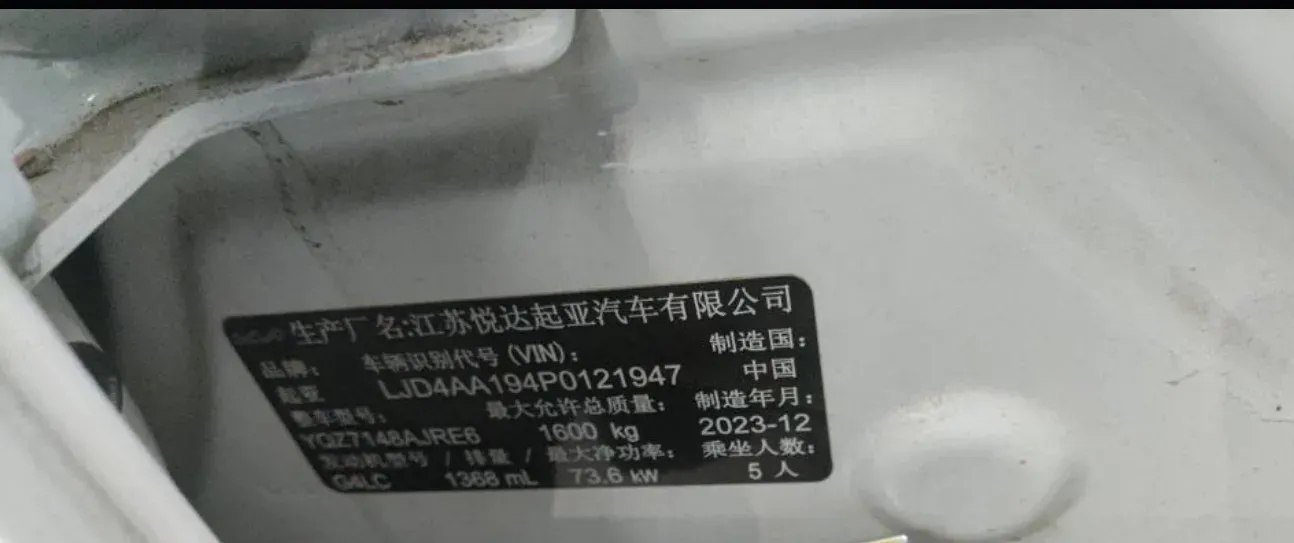 生产厂名:江苏悦达起亚汽车有限公司
品牌: 车辆识别代号(VIN): 制造国:
起亚 LJD4AA194P0121947 中国
整车型号: 最大允许总质量: 制造年月:
YQZ7148AJRE6 1600 kg 2023-12
发动机型号 / 排量 / 最大净功率: 乘坐人数:
G4LC 1368 mL 73.6 kW 5 人